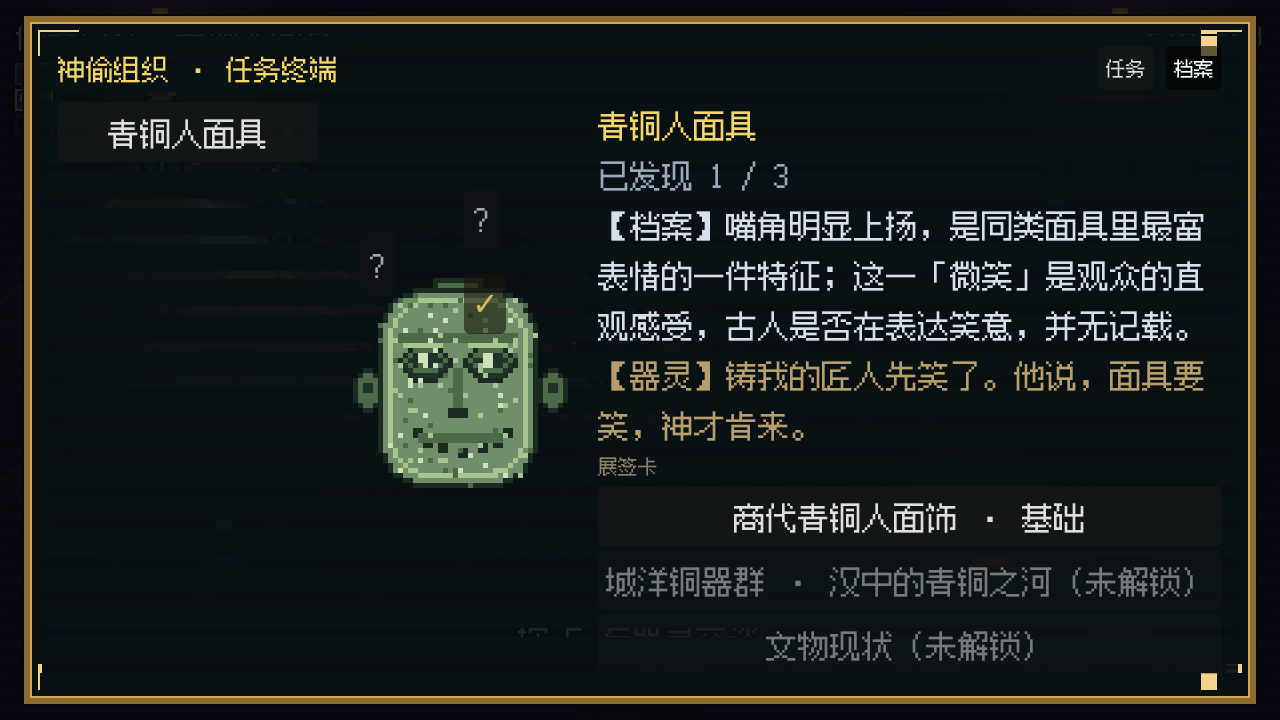 神偷组织 · 任务终端
任务
档案
青铜人面具
?
?
✓
青铜人面具
已发现 1 / 3
【档案】嘴角明显上扬，是同类面具里最富
表情的一件特征；这一「微笑」是观众的直
观感受，古人是否在表达笑意，并无记载。
【器灵】铸我的匠人先笑了。他说，面具要
笑，神才肯来。
展签卡
商代青铜人面饰 · 基础
城洋铜器群 · 汉中的青铜之河（未解锁）
文物现状（未解锁）